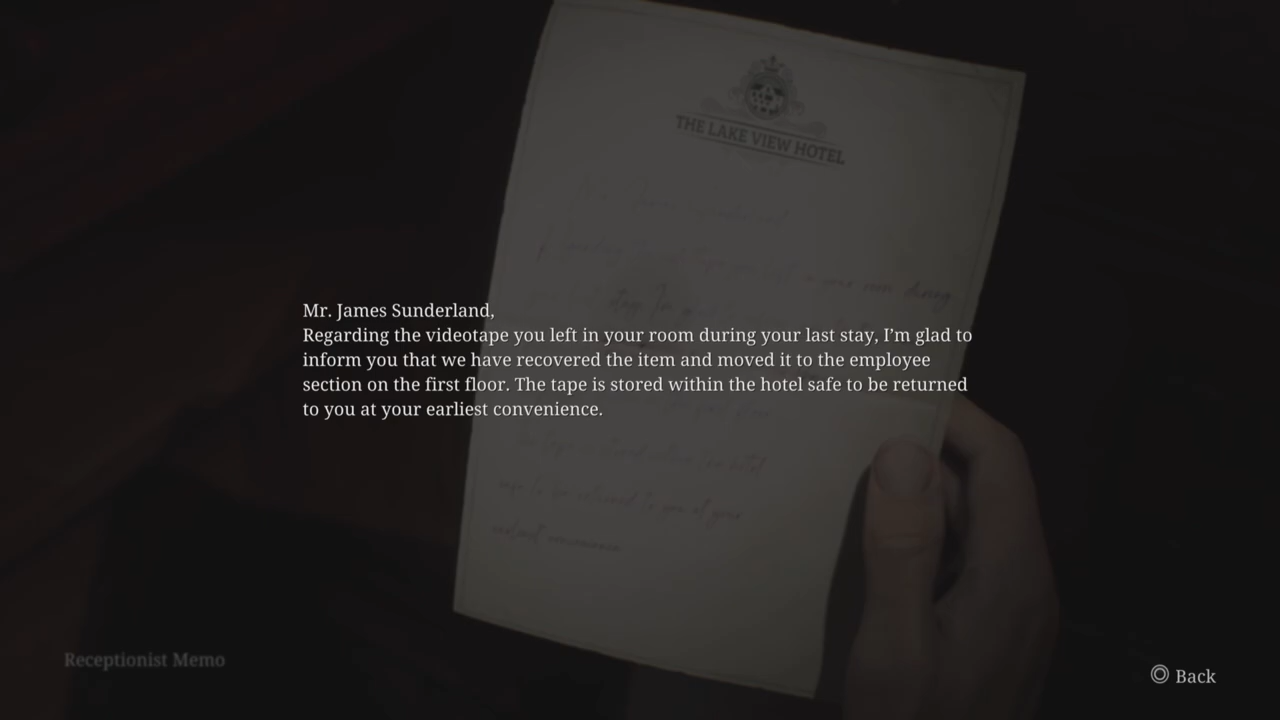 THE LAKE VIEW HOTEL
Mr. James Sunderland,
Regarding the videotape you left in your room during your last stay, I’m glad to
inform you that we have recovered the item and moved it to the employee
section on the first floor. The tape is stored within the hotel safe to be returned
to you at your earliest convenience.
Receptionist Memo
Back